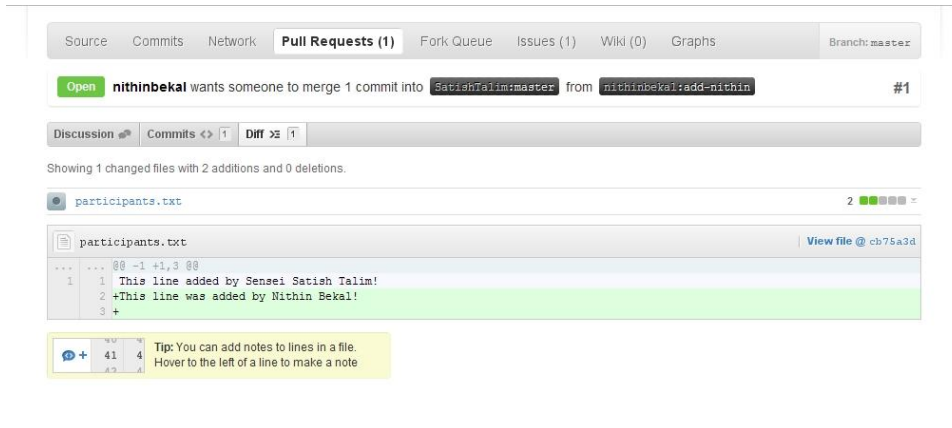 Source Commits Network Pull Requests (1) Fork Queue Issues (1) Wiki (0) Graphs Branch: master
Open nithinbekal wants someone to merge 1 commit into SatishTalim:master from nithinbekal:add-nithin #1
Discussion Commits <> 1 Diff 1
Showing 1 changed files with 2 additions and 0 deletions.
participants.txt 2
participants.txt View file @ cb75a3d
... ... @@ -1 +1,3 @@
1 1 This line added by Sensei Satish Talim!
2 +This line was added by Nithin Bekal!
3 +
Tip: You can add notes to lines in a file.
+ 41 4
Hover to the left of a line to make a note